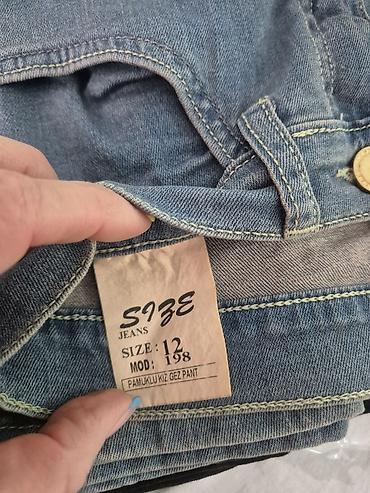 SIZE
JEANS
SIZE: 12
MOD: 198
PAMUKLU KIZ GEZ PANT